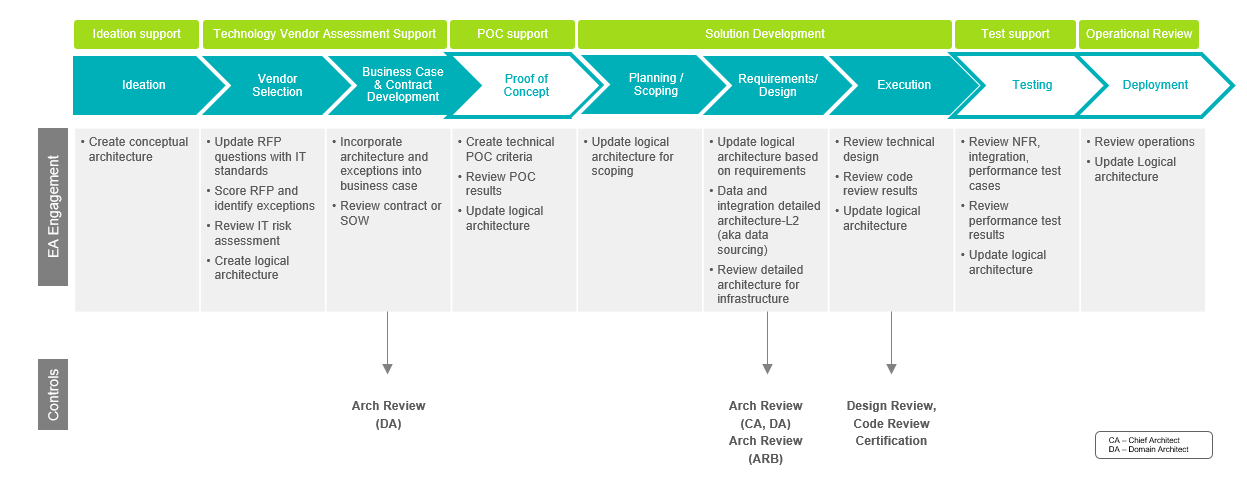 Ideation support
Technology Vendor Assessment Support
POC support
Solution Development
Test support
Operational Review
Ideation
Vendor
Selection
Business Case
& Contract
Development
Proof of
Concept
Planning /
Scoping
Requirements/
Design
Execution
Testing
Deployment
EA Engagement
• Create conceptual
architecture
• Update RFP
questions with IT
standards
• Score RFP and
identify exceptions
• Review IT risk
assessment
• Create logical
architecture
• Incorporate
architecture and
exceptions into
business case
• Review contract or
SOW
• Create technical
POC criteria
• Review POC
results
• Update logical
architecture
• Update logical
architecture for
scoping
• Update logical
architecture based
on requirements
• Data and
integration detailed
architecture-L2
(aka data
sourcing)
• Review detailed
architecture for
infrastructure
• Review technical
design
• Review code
review results
• Update logical
architecture
• Review NFR,
integration,
performance test
cases
• Review
performance test
results
• Update logical
architecture
• Review operations
• Update Logical
architecture
Controls
Arch Review
(DA)
Arch Review
(CA, DA)
Arch Review
(ARB)
Design Review,
Code Review
Certification
CA – Chief Architect
DA – Domain Architect